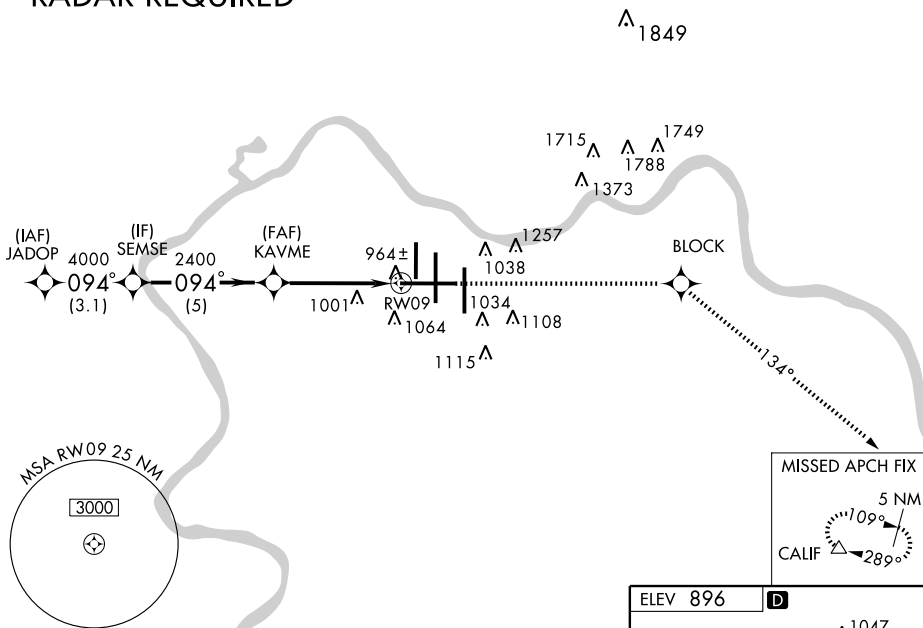 RADAR REQUIRED
1849
1715
1788
1749
1373
(IAF)
JADOP
4000
094°
(3.1)
(IF)
SEMSE
2400
094°
(5)
(FAF)
KAVME
964±
1001
RW09
1064
1038
1257
1034
1108
1115
BLOCK
134°
MSA RW09 25 NM
3000
MISSED APCH FIX
5 NM
109°
CALIF
289°
ELEV 896 D
1047